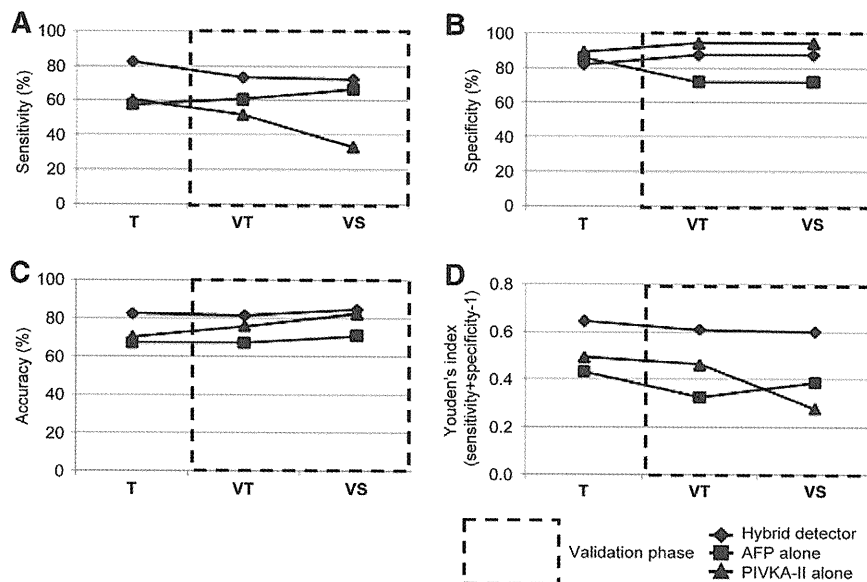 A
Sensitivity (%)
100
80
60
40
20
0
T VT VS
B
Specificity (%)
100
80
60
40
20
0
T VT VS
C
Accuracy (%)
100
80
60
40
20
0
T VT VS
D
Youden's index
(sensitivity+specificity-1)
0.8
0.6
0.4
0.2
0.0
T VT VS
Validation phase
Hybrid detector
AFP alone
PIVKA-II alone